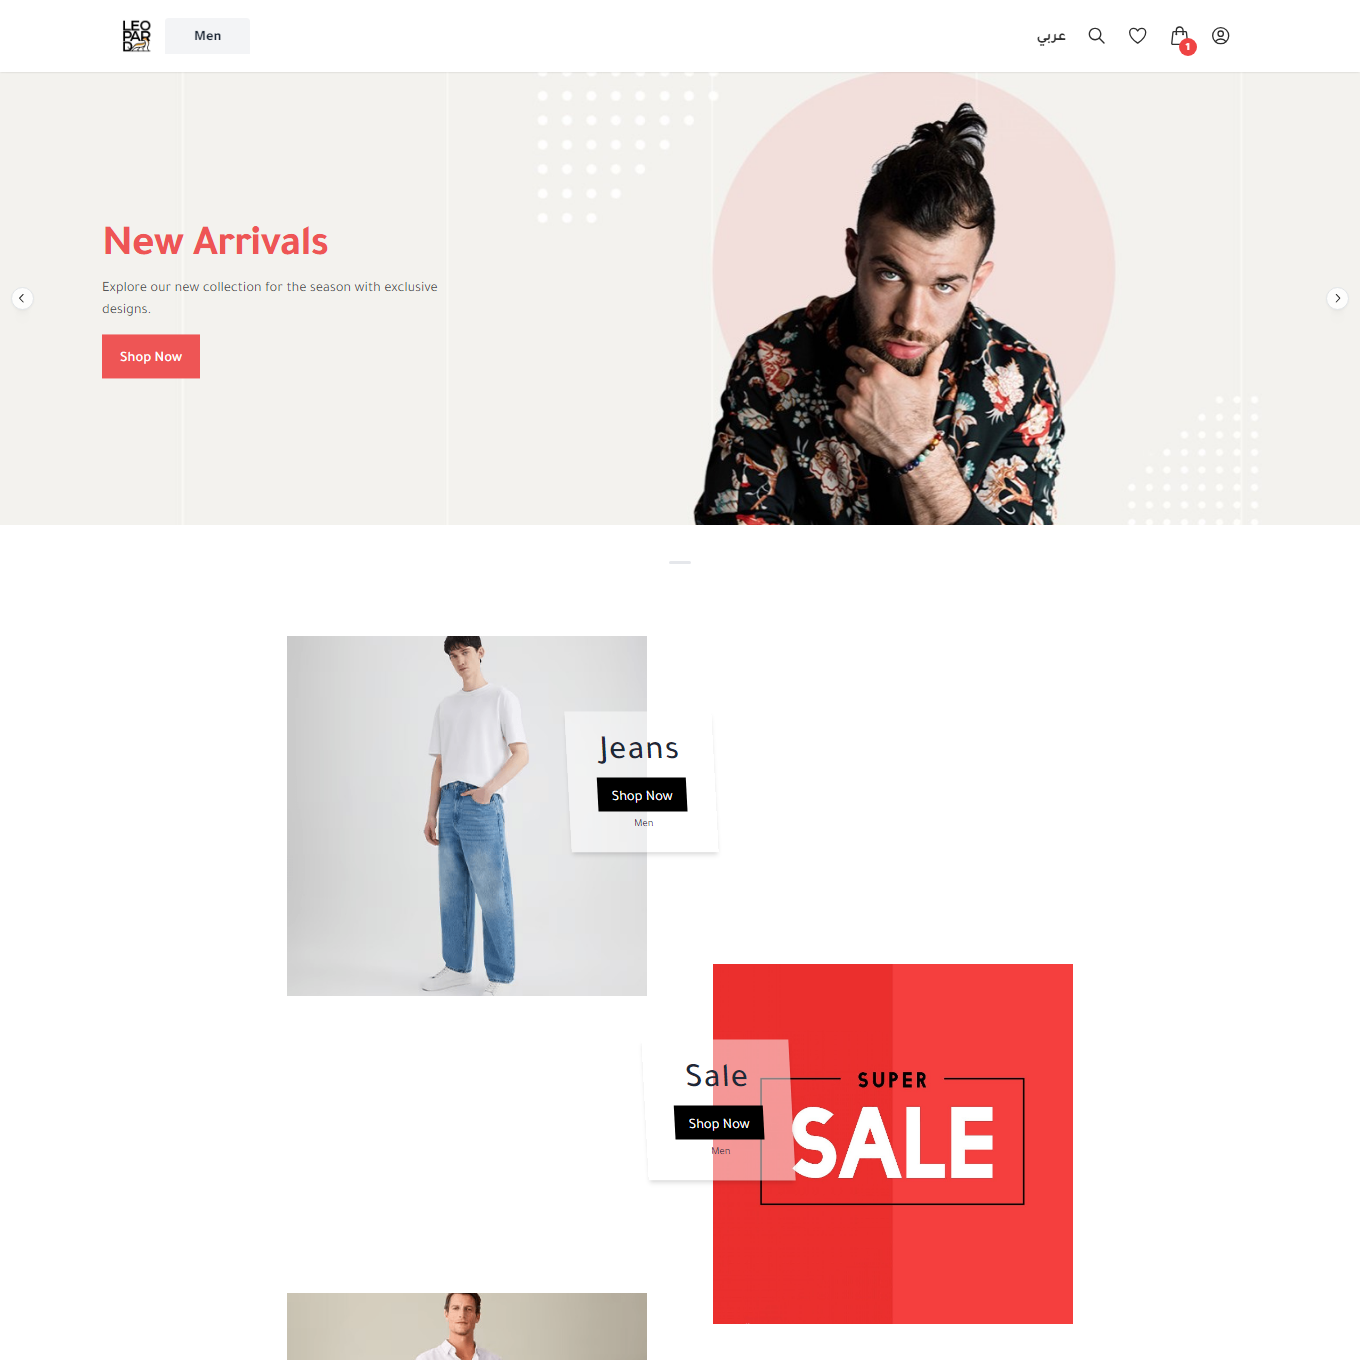 LEO
PAR
D
Men
عربي
1
New Arrivals
Explore our new collection for the season with exclusive
designs.
Shop Now
Jeans
Shop Now
Men
Sale
Shop Now
Men
SUPER
SALE